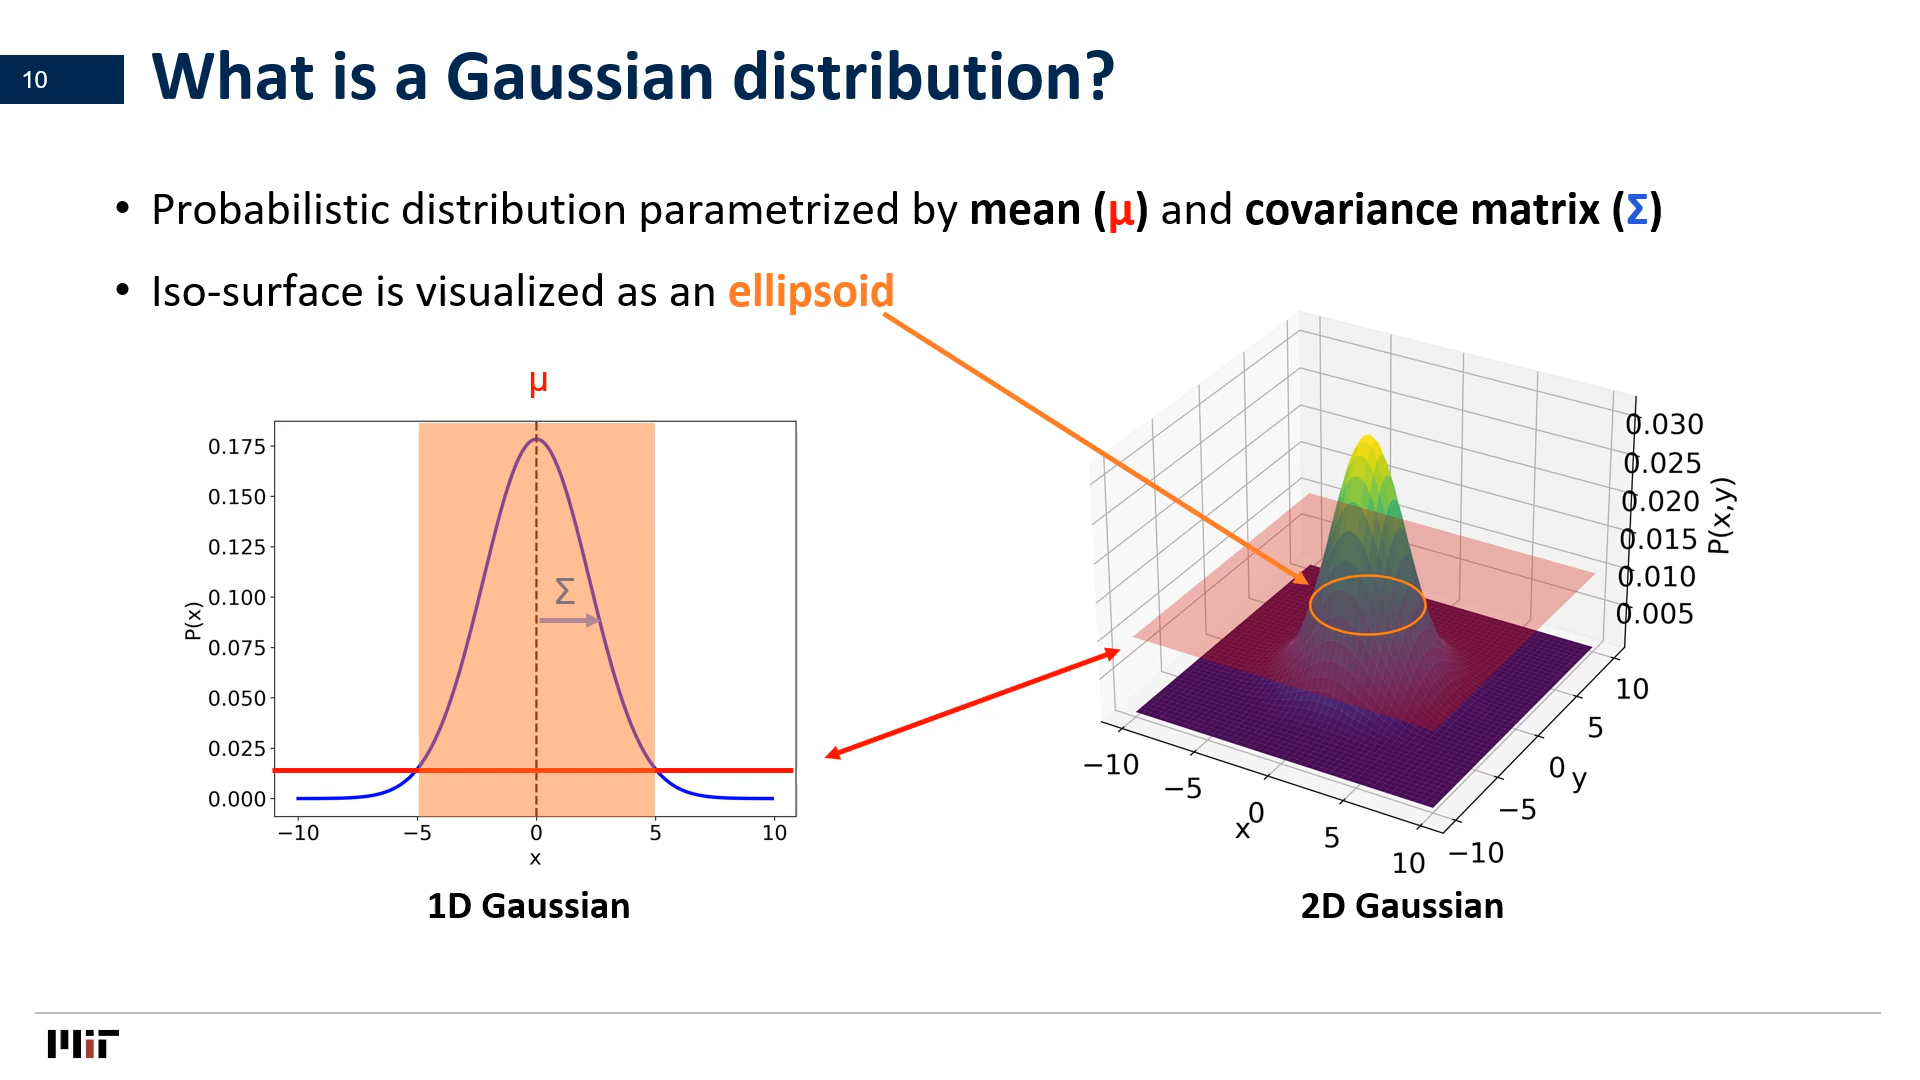 10
What is a Gaussian distribution?
• Probabilistic distribution parametrized by mean (μ) and covariance matrix (Σ)
• Iso-surface is visualized as an ellipsoid
μ
Σ
P(x)
0.175
0.150
0.125
0.100
0.075
0.050
0.025
0.000
−10
−5
0
5
10
x
1D Gaussian
0.030
0.025
0.020
0.015
0.010
0.005
P(x,y)
−10
−5
0
5
10
x
10
5
0
−5
−10
y
2D Gaussian
MIT